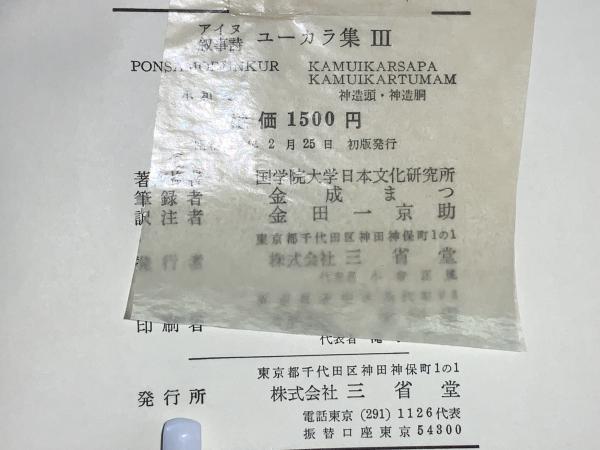 アイヌ叙事詩 ユーカラ集 III
KAMUIKARSAPA
KAMUIKARTUMAM
神造頭・神造胴
価 1500 円
2 月 25 日 初版発行
国学院大学日本文化研究所
筆録者 金成まつ
訳注者 金田一京助
東京都千代田区神田神保町1の1
発行者 株式会社 三省堂
印刷者
代表者
東京都千代田区神田神保町1の1
発行所 株式会社 三省堂
電話東京 (291) 1126代表
振替口座東京 54300